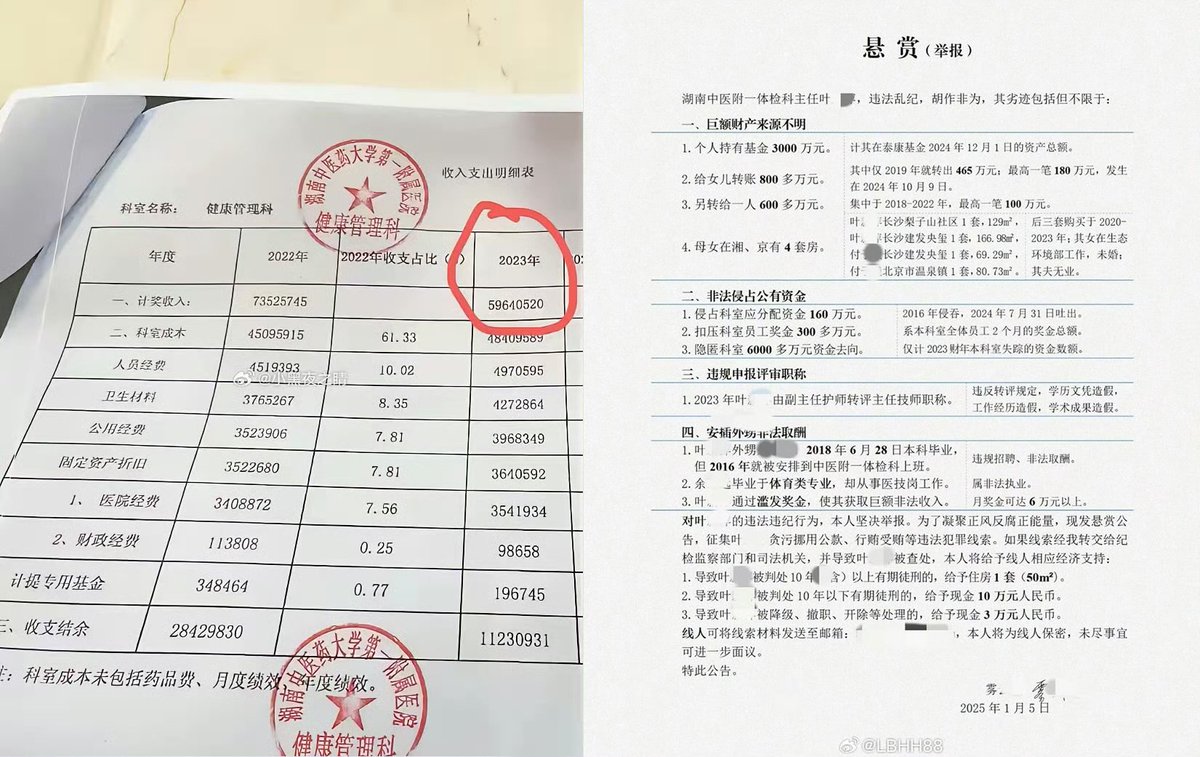 湖南中医药大学第一附属医院
健康管理科
收入支出明细表
科室名称： 健康管理科
年度 2022年 2022年收支占比（ ） 2023年
一、计奖收入： 73525745 59640520
二、科室成本 45095915 61.33 48409589
人员经费 4519393 10.02 4970595
卫生材料 3765267 8.35 4272864
公用经费 3523906 7.81 3968349
固定资产折旧 3522680 7.81 3640592
1、 医院经费 3408872 7.56 3541934
2、财政经费 113808 0.25 98658
计提专用基金 348464 0.77 196745
三、收支结余 28429830 11230931
注：科室成本未包括药品费、月度绩效、年度绩效。
湖南中医药大学第一附属医院
健康管理科
@小黑夜之晴
悬赏（举报）
湖南中医附一体检科主任叶 ，违法乱纪，胡作非为，其劣迹包括但不限于：
一、巨额财产来源不明
1. 个人持有基金 3000 万元。 计其在泰康基金 2024 年 12 月 1 日的资产总额。
2. 给女儿转账 800 多万元。 其中仅 2019 年就转出 465 万元；最高一笔 180 万元，发生
在 2024 年 10 月 9 日。
3. 另转给一人 600 多万元。 集中于 2018-2022 年，最高一笔 100 万元。
4. 母女在湘、京有 4 套房。
叶 长沙梨子山社区 1 套，129㎡， 后三套购买于 2020-
叶 长沙建发央玺 1 套，166.98㎡， 2023 年；其女在生态
付 长沙建发央玺 1 套，69.29㎡， 环境部工作，未婚；
付 北京市温泉镇 1 套，80.73㎡。 其夫无业。
二、非法侵占公有资金
1. 侵占科室应分配资金 160 万元。 2016 年侵吞，2024 年 7 月 31 日吐出。
2. 扣压科室员工奖金 300 多万元。 系本科室全体员工 2 个月的奖金总额。
3. 隐匿科室 6000 多万元资金去向。 仅计 2023 财年本科室失踪的资金数额。
三、违规申报评审职称
1. 2023 年叶 由副主任护师转评主任技师职称。 违反转评规定，学历文凭造假，
工作经历造假，学术成果造假。
四、安插外甥非法取酬
1. 叶 外甥 2018 年 6 月 28 日本科毕业，
但 2016 年就被安排到中医附一体检科上班。 违规招聘、非法取酬。
2. 余 毕业于体育类专业，却从事医技岗工作。 属非法执业。
3. 叶 通过滥发奖金，使其获取巨额非法收入。 月奖金可达 6 万元以上。
对叶 的违法违纪行为，本人坚决举报。为了凝聚正风反腐正能量，现发悬赏公
告，征集叶 贪污挪用公款、行贿受贿等违法犯罪线索。如果线索经我转交给纪
检监察部门和司法机关，并导致叶 被查处，本人将给予线人相应经济支持：
1. 导致叶 被判处 10 年 含）以上有期徒刑的，给予住房 1 套（50m²）。
2. 导致叶 被判处 10 年以下有期徒刑的，给予现金 10 万元人民币。
3. 导致叶 被降级、撤职、开除等处理的，给予现金 3 万元人民币。
线人可将线索材料发送至邮箱： ，本人将为线人保密，未尽事宜
可进一步面议。
特此公告。
雾
2025 年 1 月 5 日
@LBHH88